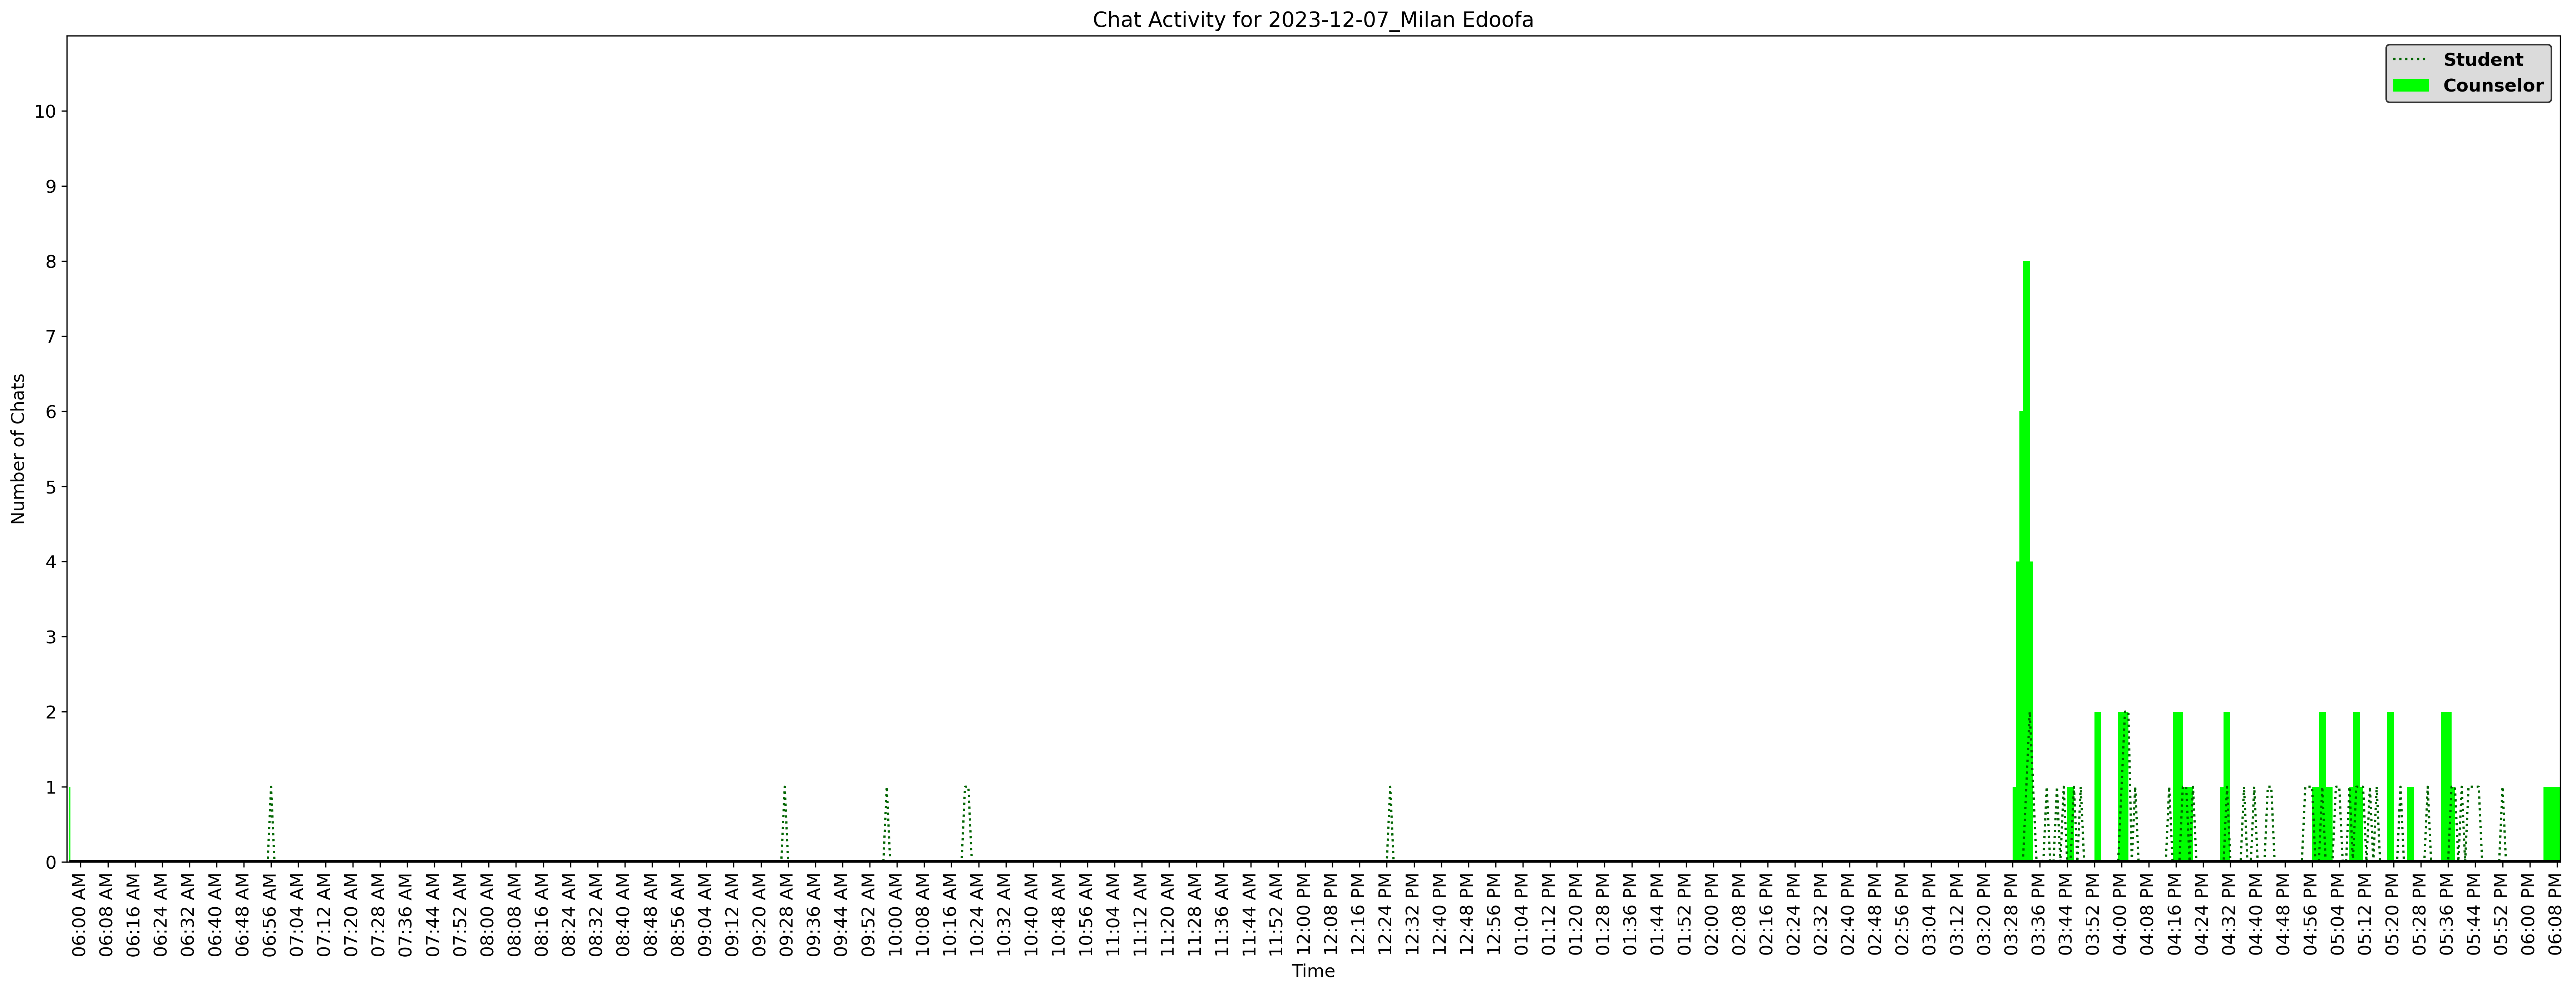 Chat Activity for 2023-12-07_Milan Edoofa
Student
Counselor
Number of Chats
10
9
8
7
6
5
4
3
2
1
0
06:00 AM
06:08 AM
06:16 AM
06:24 AM
06:32 AM
06:40 AM
06:48 AM
06:56 AM
07:04 AM
07:12 AM
07:20 AM
07:28 AM
07:36 AM
07:44 AM
07:52 AM
08:00 AM
08:08 AM
08:16 AM
08:24 AM
08:32 AM
08:40 AM
08:48 AM
08:56 AM
09:04 AM
09:12 AM
09:20 AM
09:28 AM
09:36 AM
09:44 AM
09:52 AM
10:00 AM
10:08 AM
10:16 AM
10:24 AM
10:32 AM
10:40 AM
10:48 AM
10:56 AM
11:04 AM
11:12 AM
11:20 AM
11:28 AM
11:36 AM
11:44 AM
11:52 AM
12:00 PM
12:08 PM
12:16 PM
12:24 PM
12:32 PM
12:40 PM
12:48 PM
12:56 PM
01:04 PM
01:12 PM
01:20 PM
01:28 PM
01:36 PM
01:44 PM
01:52 PM
02:00 PM
02:08 PM
02:16 PM
02:24 PM
02:32 PM
02:40 PM
02:48 PM
02:56 PM
03:04 PM
03:12 PM
03:20 PM
03:28 PM
03:36 PM
03:44 PM
03:52 PM
04:00 PM
04:08 PM
04:16 PM
04:24 PM
04:32 PM
04:40 PM
04:48 PM
04:56 PM
05:04 PM
05:12 PM
05:20 PM
05:28 PM
05:36 PM
05:44 PM
05:52 PM
06:00 PM
06:08 PM
Time